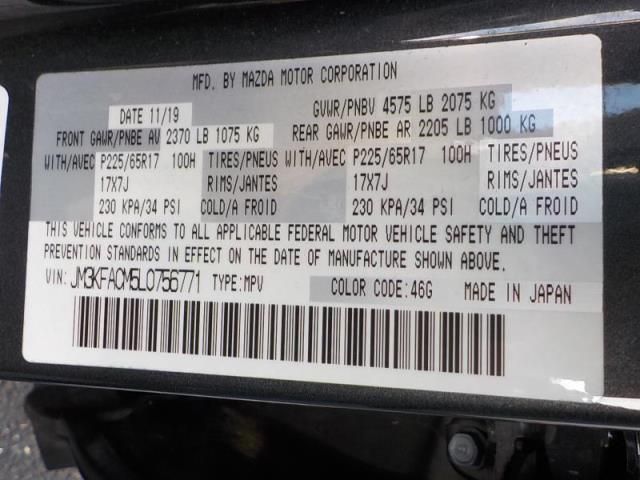 MFD. BY MAZDA MOTOR CORPORATION
DATE 11/19 GVWR/PNBV 4575 LB 2075 KG
FRONT GAWR/PNBE AV 2370 LB 1075 KG REAR GAWR/PNBE AR 2205 LB 1000 KG
WITH/AVEC P225/65R17 100H TIRES/PNEUS WITH/AVEC P225/65R17 100H TIRES/PNEUS
17X7J RIMS/JANTES 17X7J RIMS/JANTES
230 KPA/34 PSI COLD/A FROID 230 KPA/34 PSI COLD/A FROID
THIS VEHICLE CONFORMS TO ALL APPLICABLE FEDERAL MOTOR VEHICLE SAFETY AND THEFT
PREVENTION STANDARDS IN EFFECT ON THE DATE OF MANUFACTURE SHOWN ABOVE.
VIN: JM3KFACM5L0756771 TYPE: MPV COLOR CODE: 46G MADE IN JAPAN